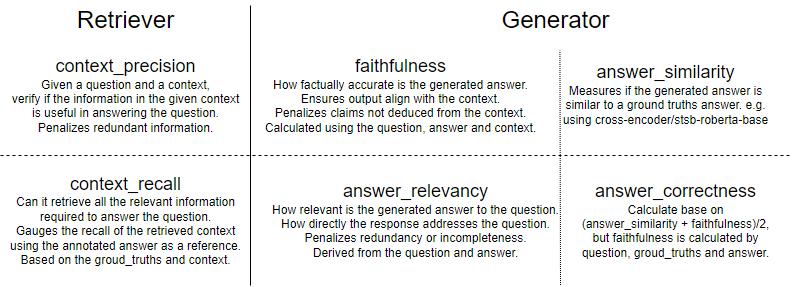 Retriever
Generator
context_precision
Given a question and a context,
verify if the information in the given context
is useful in answering the question.
Penalizes redundant information.
faithfulness
How factually accurate is the generated answer.
Ensures output align with the context.
Penalizes claims not deduced from the context.
Calculated using the question, answer and context.
answer_similarity
Measures if the generated answer is
similar to a ground truths answer. e.g.
using cross-encoder/stsb-roberta-base
context_recall
Can it retrieve all the relevant information
required to answer the question.
Gauges the recall of the retrieved context
using the annotated answer as a reference.
Based on the groud_truths and context.
answer_relevancy
How relevant is the generated answer to the question.
How directly the response addresses the question.
Penalizes redundancy or incompleteness.
Derived from the question and answer.
answer_correctness
Calculate base on
(answer_similarity + faithfulness)/2,
but faithfulness is calculated by
question, groud_truths and answer.